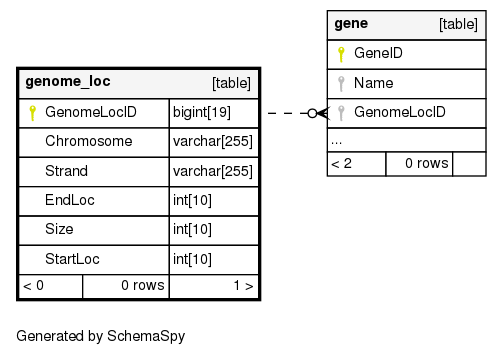 gene [table]
GeneID
Name
GenomeLocID
...
< 2 0 rows
genome_loc [table]
GenomeLocID bigint[19]
Chromosome varchar[255]
Strand varchar[255]
EndLoc int[10]
Size int[10]
StartLoc int[10]
< 0 0 rows 1 >
Generated by SchemaSpy